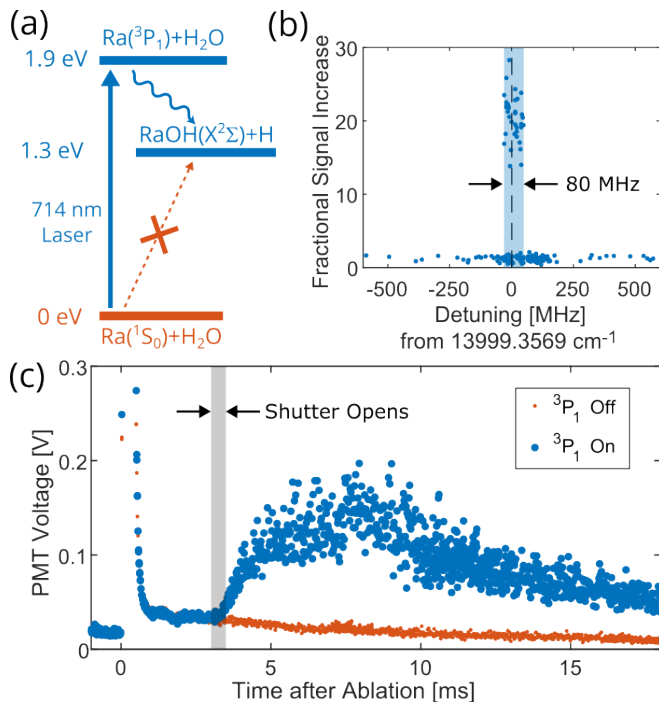 (a)
Ra(³P₁)+H₂O
1.9 eV
RaOH(X²Σ)+H
1.3 eV
714 nm
Laser
0 eV
Ra(¹S₀)+H₂O
(b)
Fractional Signal Increase
30
20
10
0
80 MHz
-500
-250
0
250
500
Detuning [MHz]
from 13999.3569 cm⁻¹
(c)
PMT Voltage [V]
0.3
0.2
0.1
0
Shutter Opens
³P₁ Off
³P₁ On
0
5
10
15
Time after Ablation [ms]